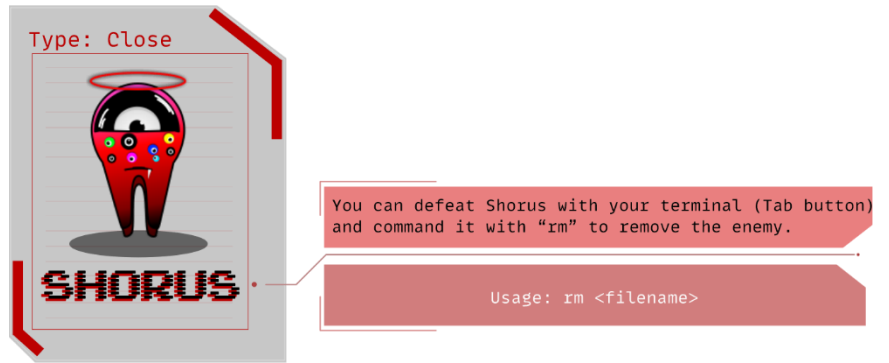 Type: Close
SHORUS
You can defeat Shorus with your terminal (Tab button)
and command it with “rm” to remove the enemy.
Usage: rm <filename>